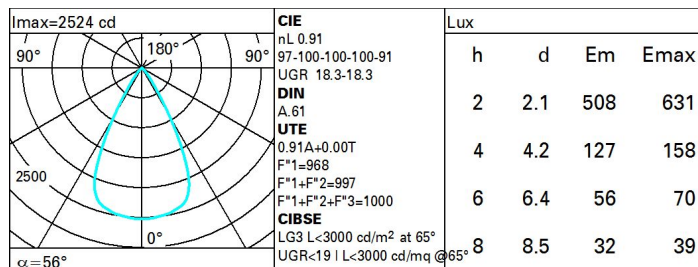 Imax=2524 cd
90°
180°
90°
2500
0°
α=56°
CIE
nL 0.91
97-100-100-100-91
UGR 18.3-18.3
DIN
A.61
UTE
0.91A+0.00T
F"1=968
F"1+F"2=997
F"1+F"2+F"3=1000
CIBSE
LG3 L<3000 cd/m² at 65°
UGR<19 | L<3000 cd/mq @65°
Lux
h d Em Emax
2 2.1 508 631
4 4.2 127 158
6 6.4 56 70
8 8.5 32 39